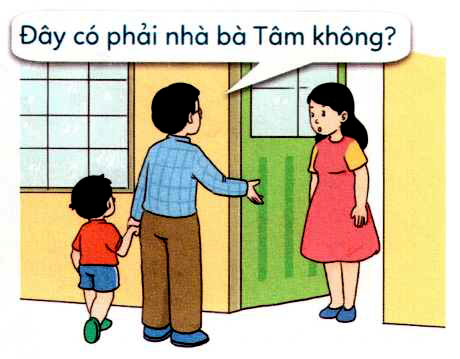 Đây có phải nhà bà Tâm không?